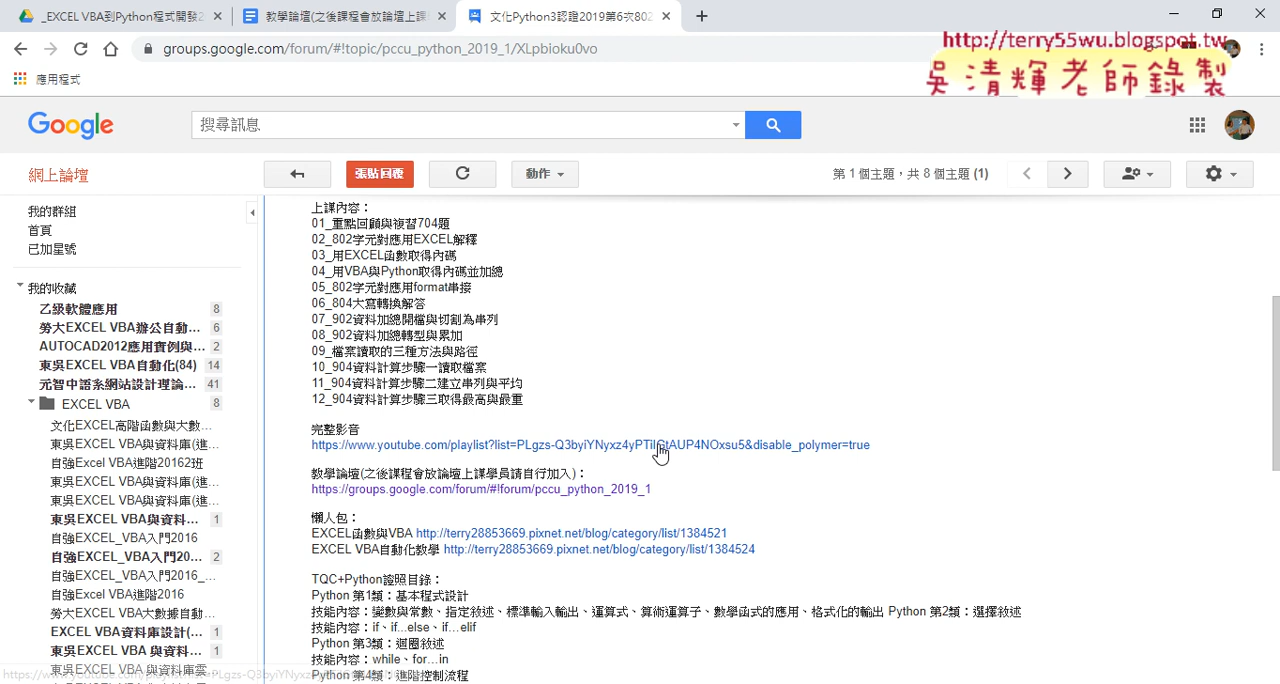 _EXCEL VBA到Python程式開發2
教學論壇(之後課程會放論壇上課
文化Python3認證2019第6次802
groups.google.com/forum/#!topic/pccu_python_2019_1/XLpbioku0vo
http://terry55wu.blogspot.tw
吳清輝老師錄製
應用程式
Google
搜尋訊息
網上論壇
張貼回覆
動作
第 1 個主題，共 8 個主題 (1)
我的群組
首頁
已加星號
我的收藏
乙級軟體應用 8
勞大EXCEL VBA辦公自動... 6
AUTOCAD2012應用實例與... 2
東吳EXCEL VBA自動化(84) 14
元智中語系網站設計理論... 41
EXCEL VBA 8
文化EXCEL高階函數與大數...
東吳EXCEL VBA與資料庫(進...
自強Excel VBA進階20162班
東吳EXCEL VBA與資料庫(進...
東吳EXCEL VBA與資料庫(進...
東吳EXCEL VBA與資料... 1
自強EXCEL_VBA入門2016
自強EXCEL_VBA入門20... 2
自強EXCEL_VBA入門2016_...
自強Excel VBA進階2016
勞大EXCEL VBA大數據自動...
EXCEL VBA資料庫設計(... 1
東吳EXCEL VBA 與資料... 1
東吳EXCEL VBA 與資料庫雲...
上課內容：
01_重點回顧與複習704題
02_802字元對應用EXCEL解釋
03_用EXCEL函數取得內碼
04_用VBA與Python取得內碼並加總
05_802字元對應用format串接
06_804大寫轉換解答
07_902資料加總開檔與切割為串列
08_902資料加總轉型與累加
09_檔案讀取的三種方法與路徑
10_904資料計算步驟一讀取檔案
11_904資料計算步驟二建立串列與平均
12_904資料計算步驟三取得最高與最重
完整影音
https://www.youtube.com/playlist?list=PLgzs-Q3byiYNyxz4yPTilGtAUP4NOxsu5&disable_polymer=true
教學論壇(之後課程會放論壇上課學員請自行加入)：
https://groups.google.com/forum/#!forum/pccu_python_2019_1
懶人包：
EXCEL函數與VBA http://terry28853669.pixnet.net/blog/category/list/1384521
EXCEL VBA自動化教學 http://terry28853669.pixnet.net/blog/category/list/1384524
TQC+Python證照目錄：
Python 第1類：基本程式設計
技能內容：變數與常數、指定敘述、標準輸入輸出、運算式、算術運算子、數學函式的應用、格式化的輸出 Python 第2類：選擇敘述
技能內容：if、if...else、if…elif
Python 第3類：迴圈敘述
技能內容：while、for…in
Python 第4類：進階控制流程